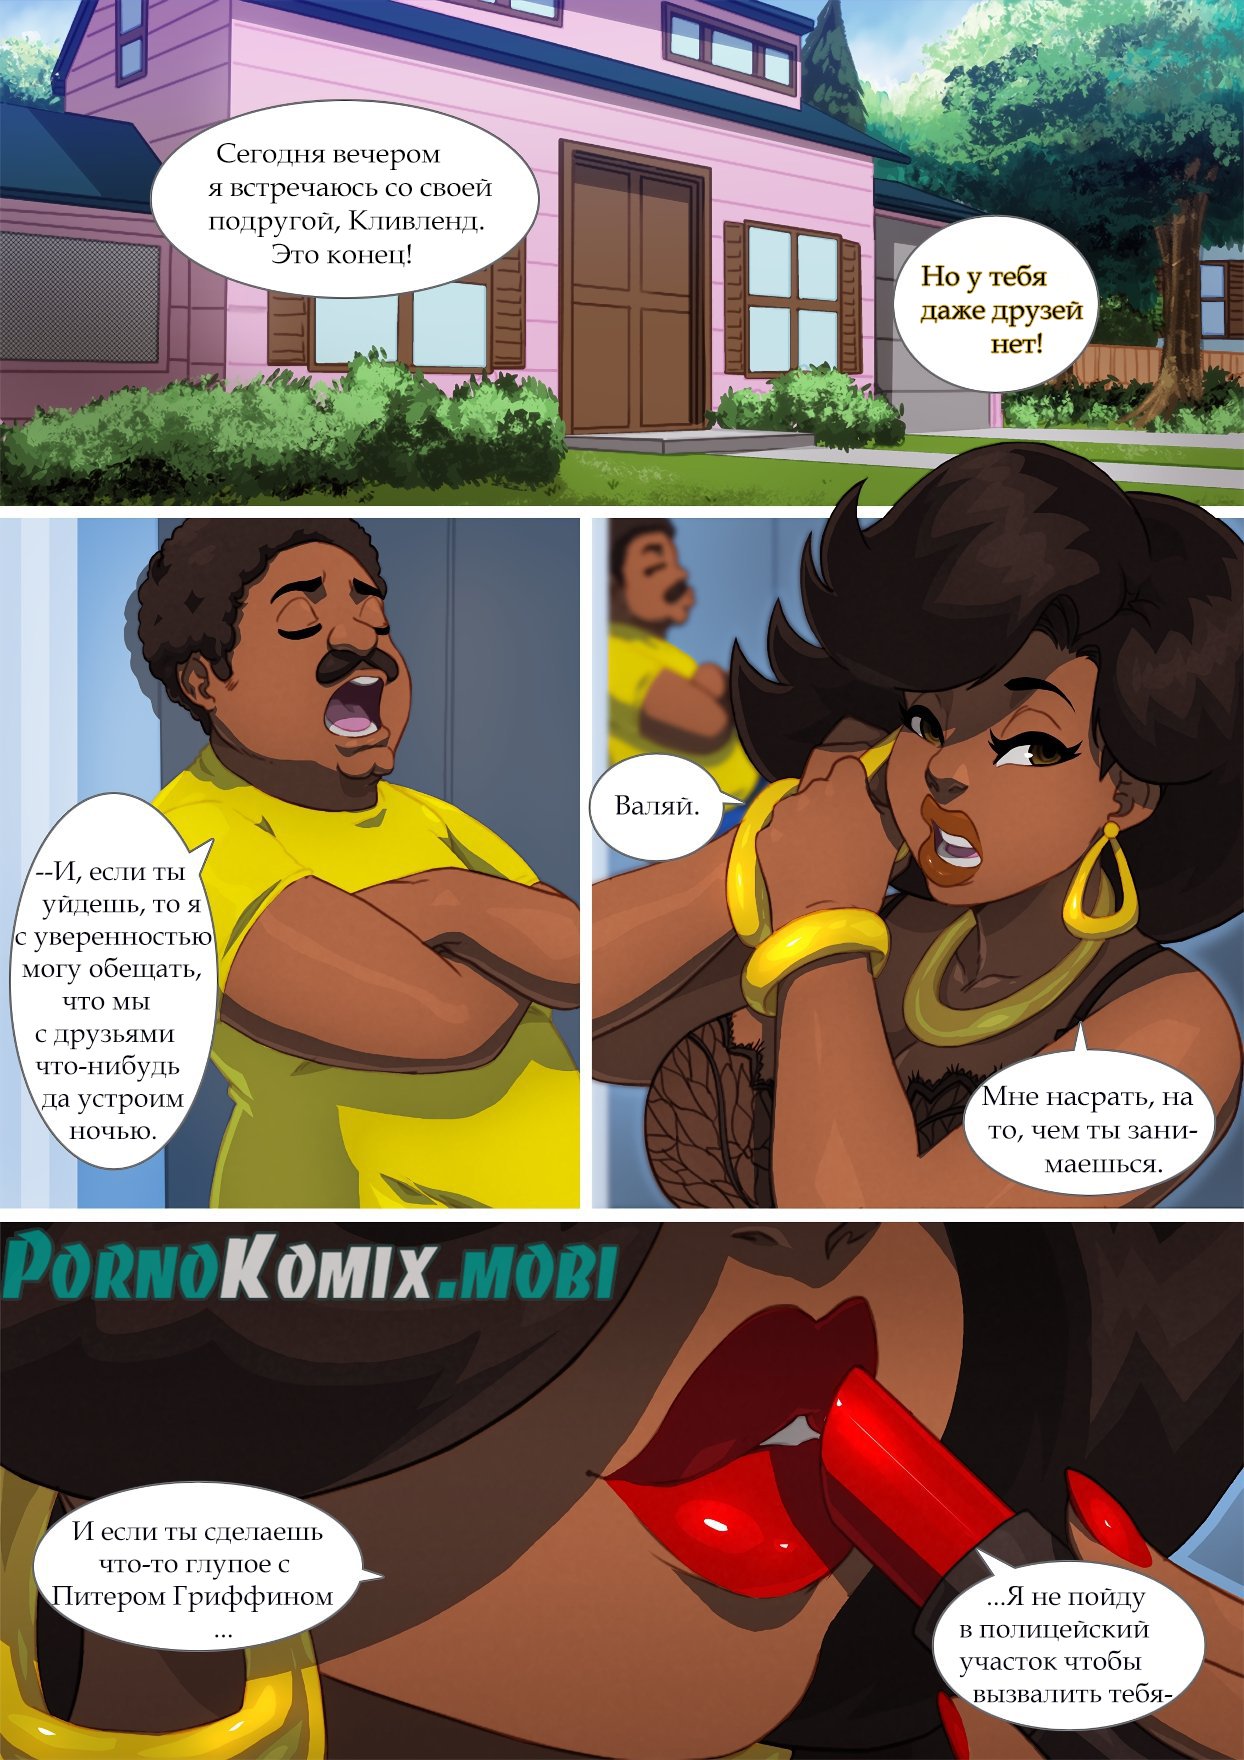 Сегодня вечером
я встречаюсь со своей
подругой, Кливленд.
Это конец!
Но у тебя
даже друзей
нет!
--И, если ты
уйдешь, то я
с уверенностью
могу обещать,
что мы
с друзьями
что-нибудь
да устроим
ночью.
Валяй.
Мне насрать, на
то, чем ты зани-
маешься.
PornoKomix.mobi
И если ты сделаешь
что-то глупое с
Питером Гриффином
...
...Я не пойду
в полицейский
участок чтобы
вызвалить тебя-